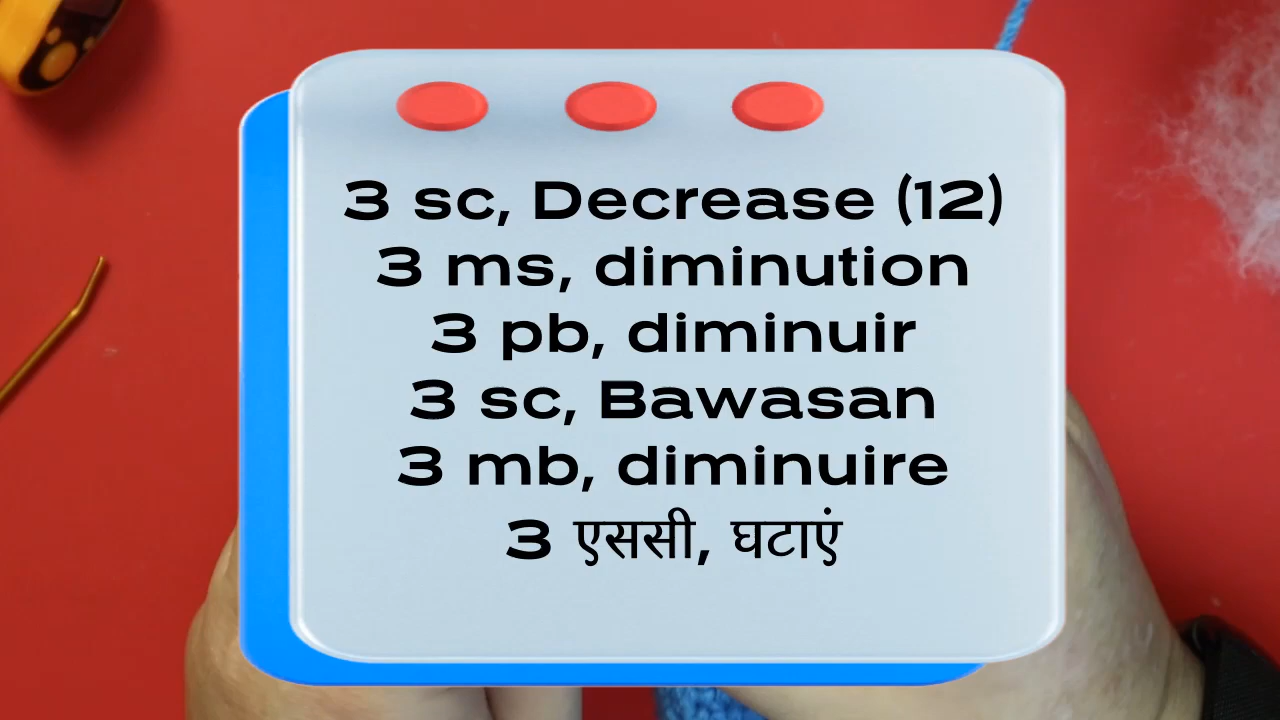 3 sc, Decrease (12)
3 ms, diminution
3 pb, diminuir
3 sc, Bawasan
3 mb, diminuire
3 एससी, घटाएं